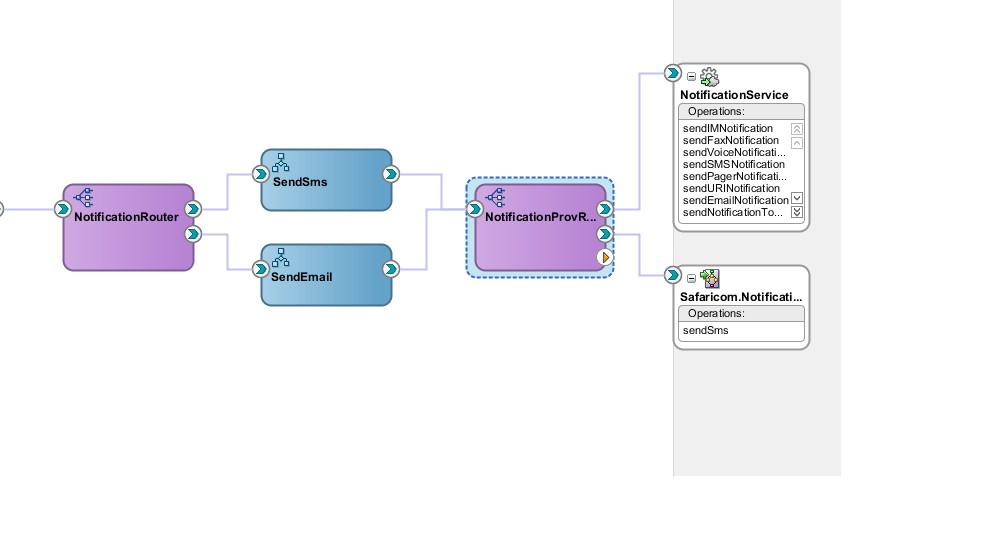 NotificationRouter
SendSms
SendEmail
NotificationProvR...
NotificationService
Operations:
sendIMNotification
sendFaxNotification
sendVoiceNotificati...
sendSMSNotification
sendPagerNotificati...
sendURINotification
sendEmailNotification
sendNotificationTo...
Safaricom.Notificati...
Operations:
sendSms